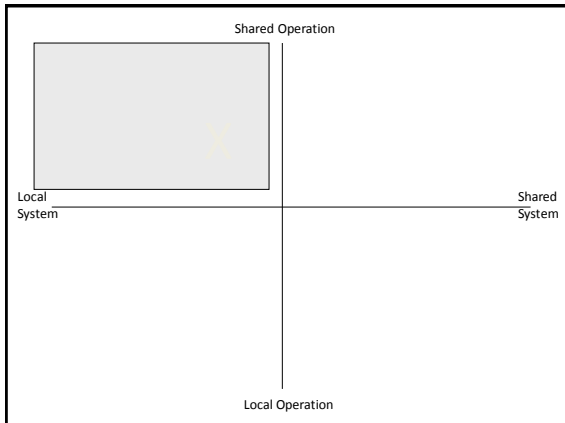 Shared Operation
X
Local
System
Shared
System
Local Operation